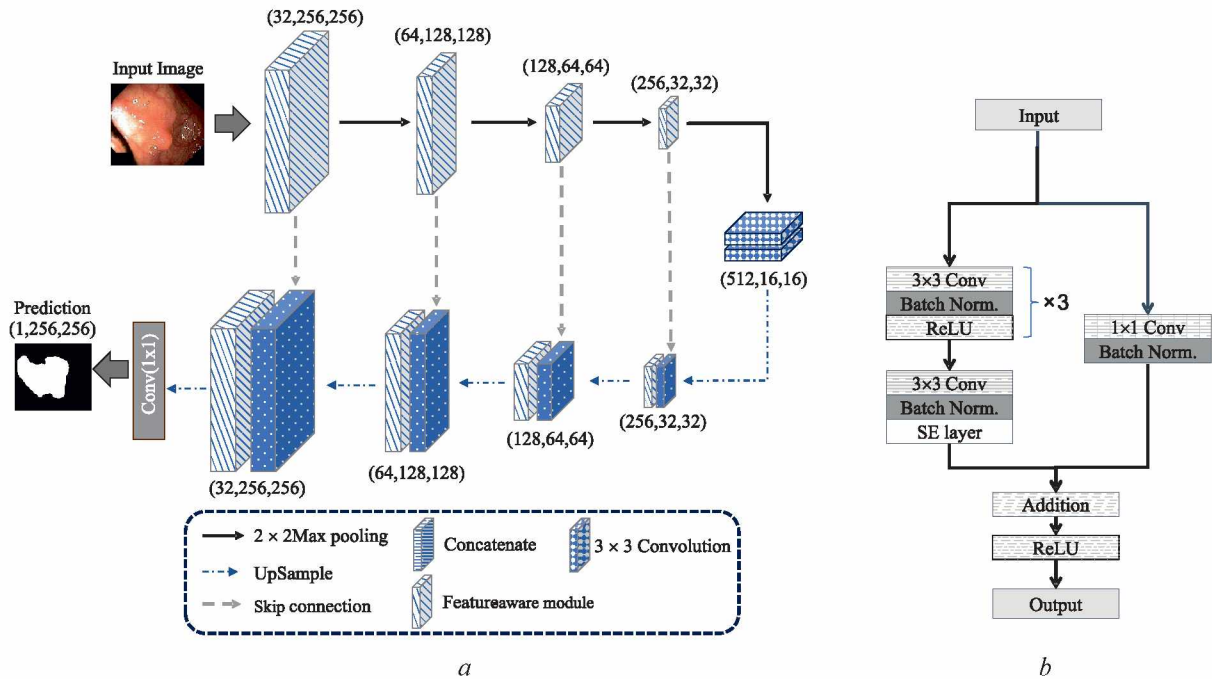 (32,256,256)
(64,128,128)
(128,64,64)
(256,32,32)
Input Image
(512,16,16)
Prediction
(1,256,256)
Conv(1x1)
(32,256,256)
(64,128,128)
(128,64,64)
(256,32,32)
2 × 2Max pooling
Concatenate
3 × 3 Convolution
UpSample
Skip connection
Featureaware module
a
Input
3×3 Conv
Batch Norm.
ReLU
×3
1×1 Conv
Batch Norm.
3×3 Conv
Batch Norm.
SE layer
Addition
ReLU
Output
b